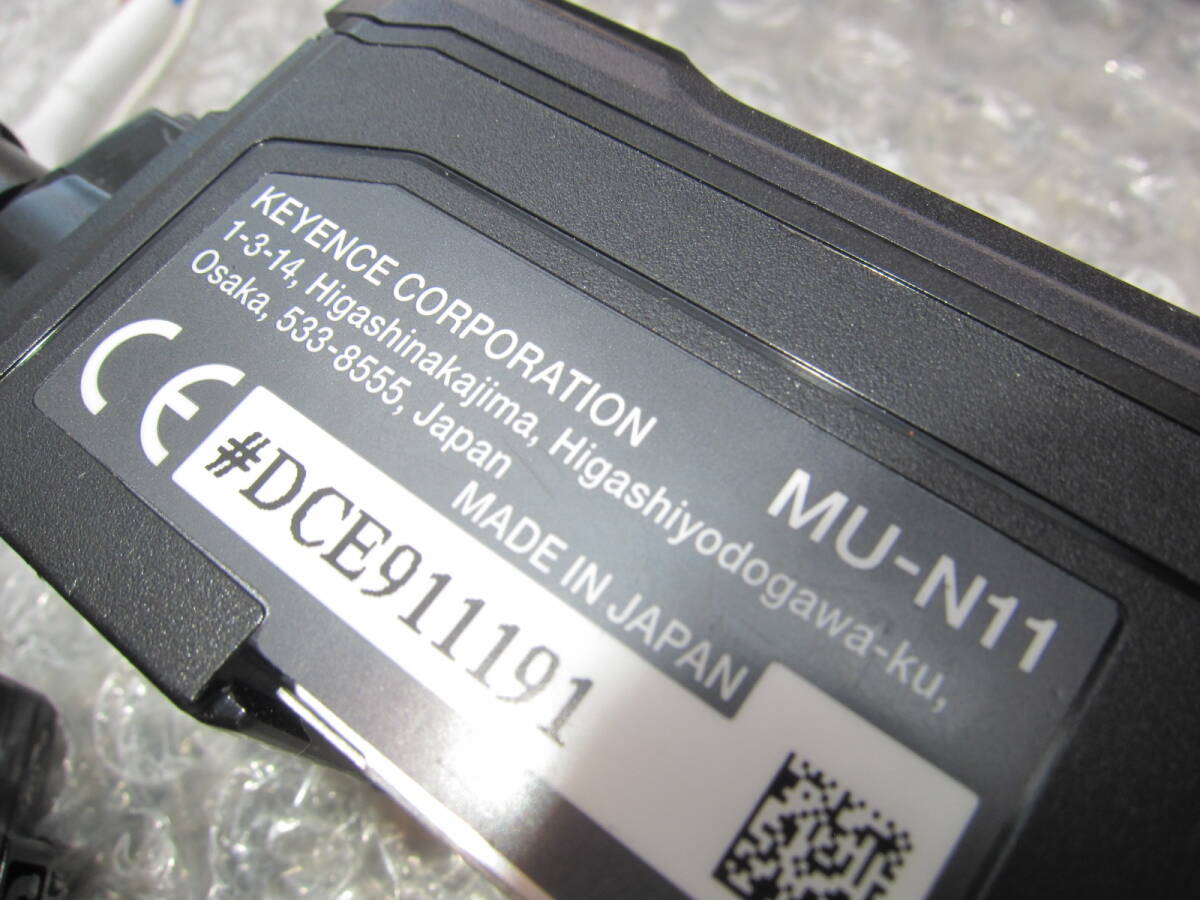 KEYENCE CORPORATION
1-3-14, Higashinakajima, Higashiyodogawa-ku,
Osaka, 533-8555, Japan
MU-N11
MADE IN JAPAN
CE
#DCE911191